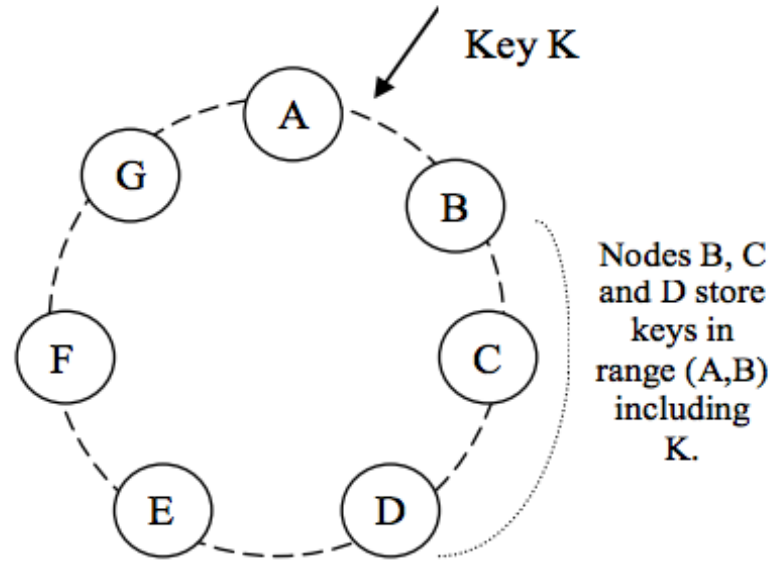 Key K
A
G
B
Nodes B, C
and D store
keys in
range (A,B)
including
K.
F
C
E
D